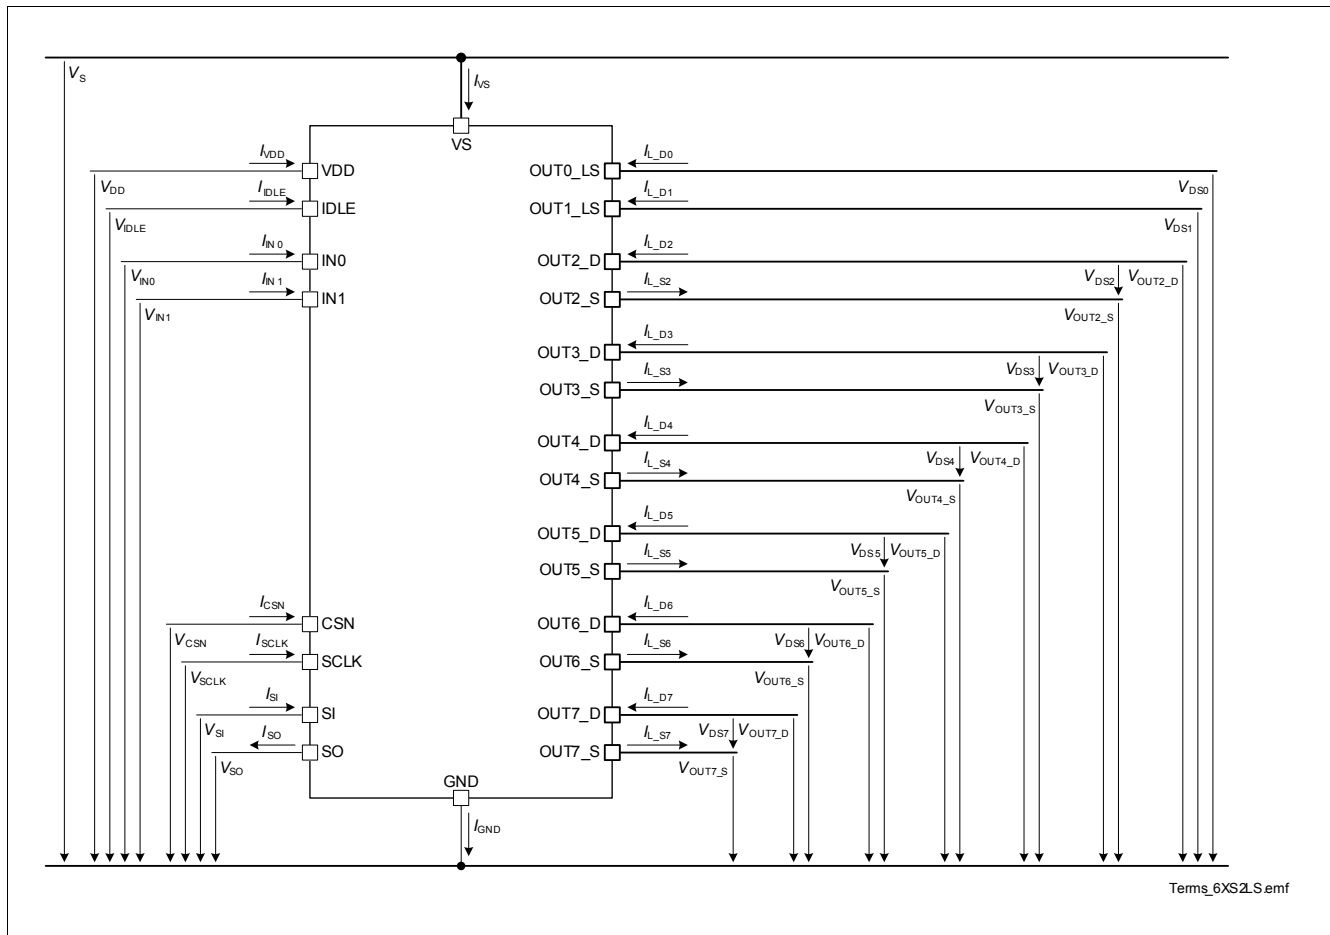 V_S
I_VS
VS
I_VDD
VDD
V_DD
I_IDLE
IDLE
V_IDLE
I_IN0
IN0
V_IN0
I_IN1
IN1
V_IN1
I_CSN
CSN
V_CSN
I_SCLK
SCLK
V_SCLK
I_SI
SI
V_SI
I_SO
SO
V_SO
GND
I_GND
OUT0_LS
I_L_D0
V_DS0
OUT1_LS
I_L_D1
V_DS1
OUT2_D
I_L_D2
V_DS2
V_OUT2_D
OUT2_S
I_L_S2
V_OUT2_S
OUT3_D
I_L_D3
V_DS3
V_OUT3_D
OUT3_S
I_L_S3
V_OUT3_S
OUT4_D
I_L_D4
V_DS4
V_OUT4_D
OUT4_S
I_L_S4
V_OUT4_S
OUT5_D
I_L_D5
V_DS5
V_OUT5_D
OUT5_S
I_L_S5
V_OUT5_S
OUT6_D
I_L_D6
V_DS6
V_OUT6_D
OUT6_S
I_L_S6
V_OUT6_S
OUT7_D
I_L_D7
V_DS7
V_OUT7_D
OUT7_S
I_L_S7
V_OUT7_S
Terms_6XS2LS.emf